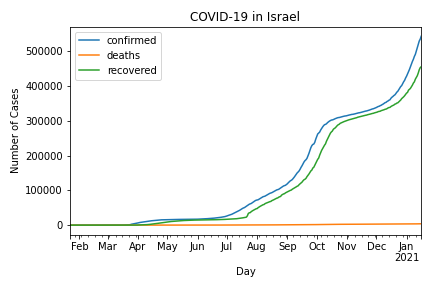 COVID-19 in Israel
confirmed
deaths
recovered
Number of Cases
500000
400000
300000
200000
100000
0
Feb Mar Apr May Jun Jul Aug Sep Oct Nov Dec Jan
2021
Day